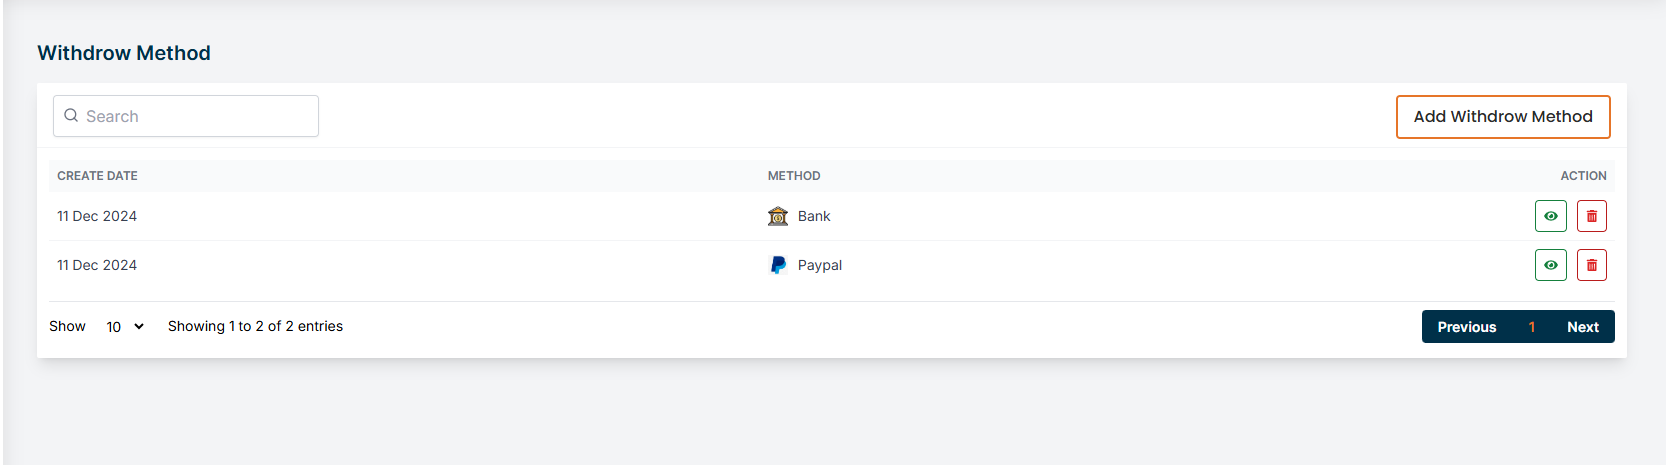 Withdrow Method
Search
Add Withdrow Method
CREATE DATE METHOD ACTION
11 Dec 2024 Bank
11 Dec 2024 Paypal
Show 10 Showing 1 to 2 of 2 entries Previous 1 Next